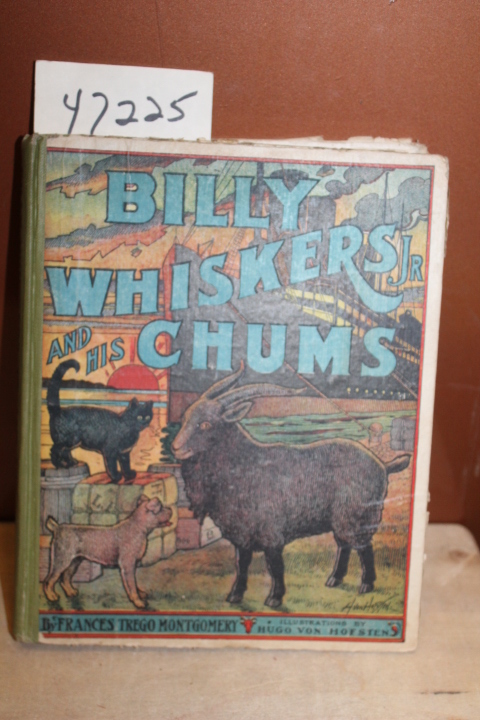 47225
BILLY
WHISKERS JR
AND HIS CHUMS
By FRANCES TREGO MONTGOMERY
ILLUSTRATIONS BY
HUGO VON HOFSTEN